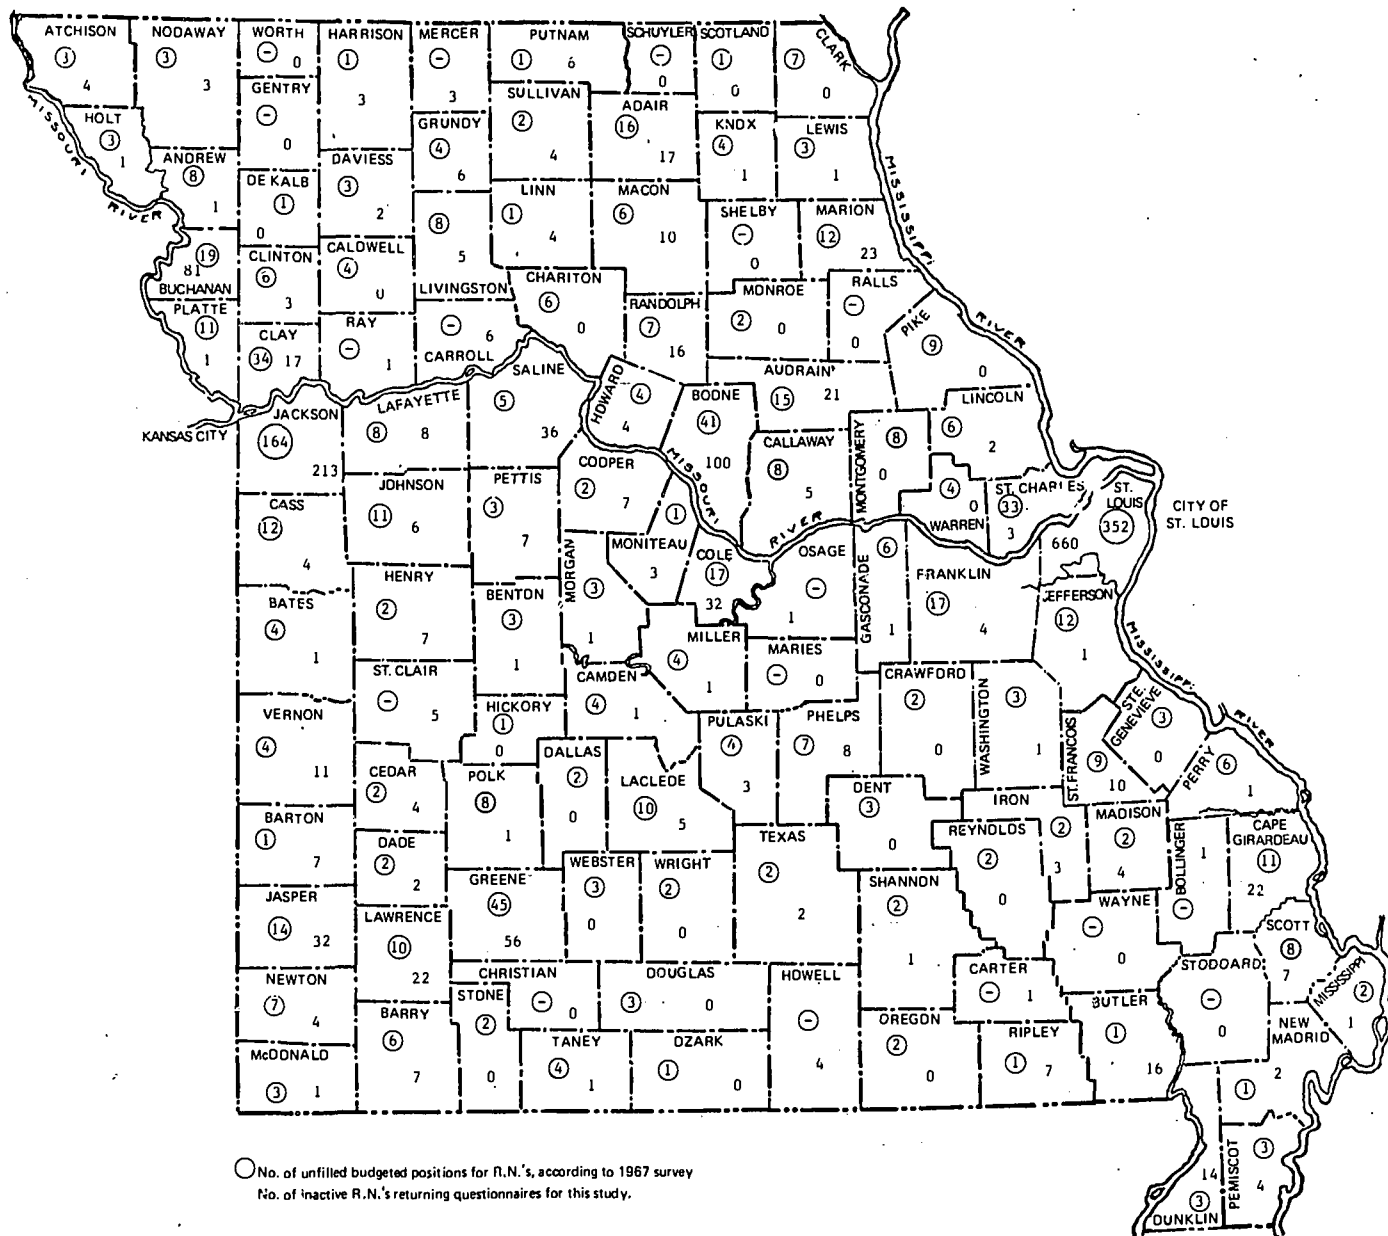 ATCHISON
3
4
NODAWAY
3
3
WORTH
-
0
HARRISON
1
3
MERCER
-
3
PUTNAM
1
6
SCHUYLER
-
0
SCOTLAND
1
0
CLARK
7
0
GENTRY
-
0
SULLIVAN
2
4
ADAIR
16
17
KNOX
4
1
LEWIS
3
1
HOLT
3
1
MISSOURI
RIVER
ANDREW
8
1
DE KALB
1
0
DAVIESS
3
2
GRUNDY
4
6
LINN
1
4
MACON
6
10
SHELBY
-
0
MARION
12
23
MISSISSIPPI
RIVER
19
81
BUCHANAN
CLINTON
6
3
CALDWELL
4
0
8
5
LIVINGSTON
CHARITON
6
0
RANDOLPH
7
16
MONROE
2
0
RALLS
-
0
PIKE
9
0
PLATTE
11
1
CLAY
34
17
RAY
-
1
-
6
CARROLL
SALINE
5
36
HOWARD
4
4
BOONE
41
100
AUDRAIN
15
21
LINCOLN
6
2
KANSAS CITY
JACKSON
164
213
LAFAYETTE
8
8
MISSOURI
RIVER
CALLAWAY
8
5
MONTGOMERY
8
0
4
0
WARREN
ST. CHARLES
33
3
ST.
LOUIS
352
660
CITY OF
ST. LOUIS
CASS
12
4
JOHNSON
11
6
PETTIS
3
7
COOPER
2
7
1
MONITEAU
3
COLE
17
32
OSAGE
-
1
GASCONADE
6
1
FRANKLIN
17
4
JEFFERSON
12
1
MISSISSIPPI
RIVER
BATES
4
1
HENRY
2
7
BENTON
3
1
MORGAN
3
1
MILLER
4
1
MARIES
-
0
CRAWFORD
2
0
WASHINGTON
3
1
ST. FRANCOIS
9
10
STE.
GENEVIEVE
3
0
PERRY
6
1
VERNON
4
11
ST. CLAIR
-
5
HICKORY
1
0
CAMDEN
4
1
PULASKI
4
3
PHELPS
7
8
DENT
3
0
IRON
2
3
MADISON
2
4
BOLLINGER
1
-
CAPE
GIRARDEAU
11
22
BARTON
1
7
CEDAR
2
4
POLK
8
1
DALLAS
2
0
LACLEDE
10
5
TEXAS
2
2
REYNOLDS
2
0
DADE
2
2
GREENE
45
56
WEBSTER
3
0
WRIGHT
2
0
SHANNON
2
1
WAYNE
-
0
SCOTT
8
7
JASPER
14
32
LAWRENCE
10
22
CHRISTIAN
-
0
DOUGLAS
3
0
HOWELL
-
4
CARTER
-
1
BUTLER
1
16
STODDARD
-
0
MISSISSIPPI
2
1
NEWTON
7
4
BARRY
6
7
STONE
2
0
TANEY
4
1
OZARK
1
0
OREGON
2
0
RIPLEY
1
7
NEW
MADRID
2
1
McDONALD
3
1
14
3
DUNKLIN
PEMISCOT
3
4
No. of unfilled budgeted positions for R.N.'s, according to 1967 survey
No. of inactive R.N.'s returning questionnaires for this study.